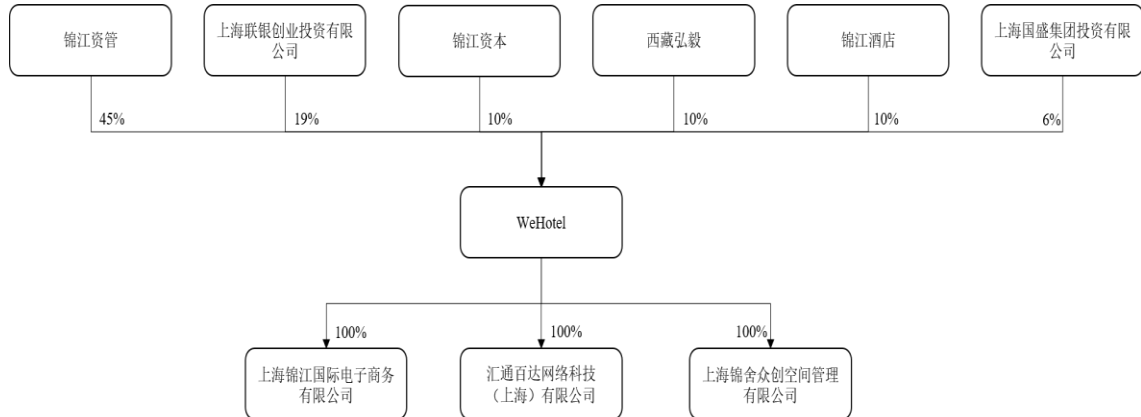 锦江资管
上海联银创业投资有限
公司
锦江资本
西藏弘毅
锦江酒店
上海国盛集团投资有限
公司
45%
19%
10%
10%
10%
6%
WeHotel
100%
100%
100%
上海锦江国际电子商务
有限公司
汇通百达网络科技
（上海）有限公司
上海锦舍众创空间管理
有限公司